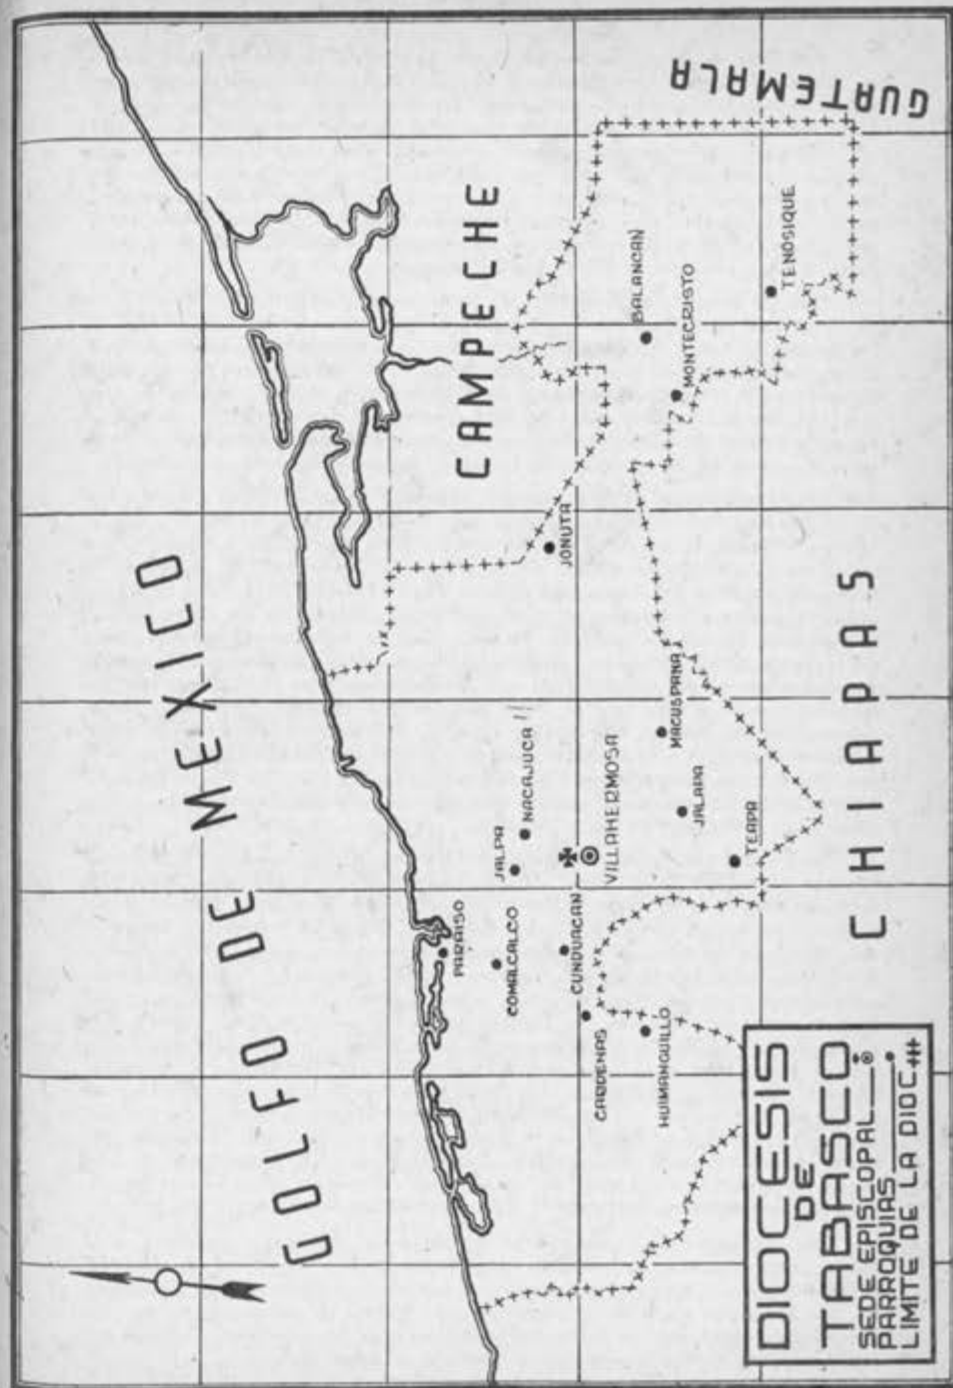 GUATEMALA
GOLFO DE MEXICO
CAMPECHE
TENOSIQUE
BALANCAN
MONTECRISTO
JONUTA
MACUSPANA
NACAJUCA
JALPA
VILLAHERMOSA
JALAPA
TEAPA
PARAISO
COMALCALCO
CUNDUACAN
CARDENAS
HUIMANGUILLO
CHIAPAS
DIOCESIS
DE
TABASCO
SEDE EPISCOPAL
PARROQUIAS
LIMITE DE LA DIOC